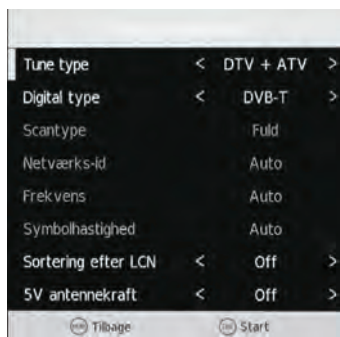 Tune type < DTV + ATV >
Digital type < DVB-T >
Scantype Fuld
Netværks-id Auto
Frekvens Auto
Symbolhastighed Auto
Sortering efter LCN < Off >
5V antennekraft < Off >
Tilbage Start